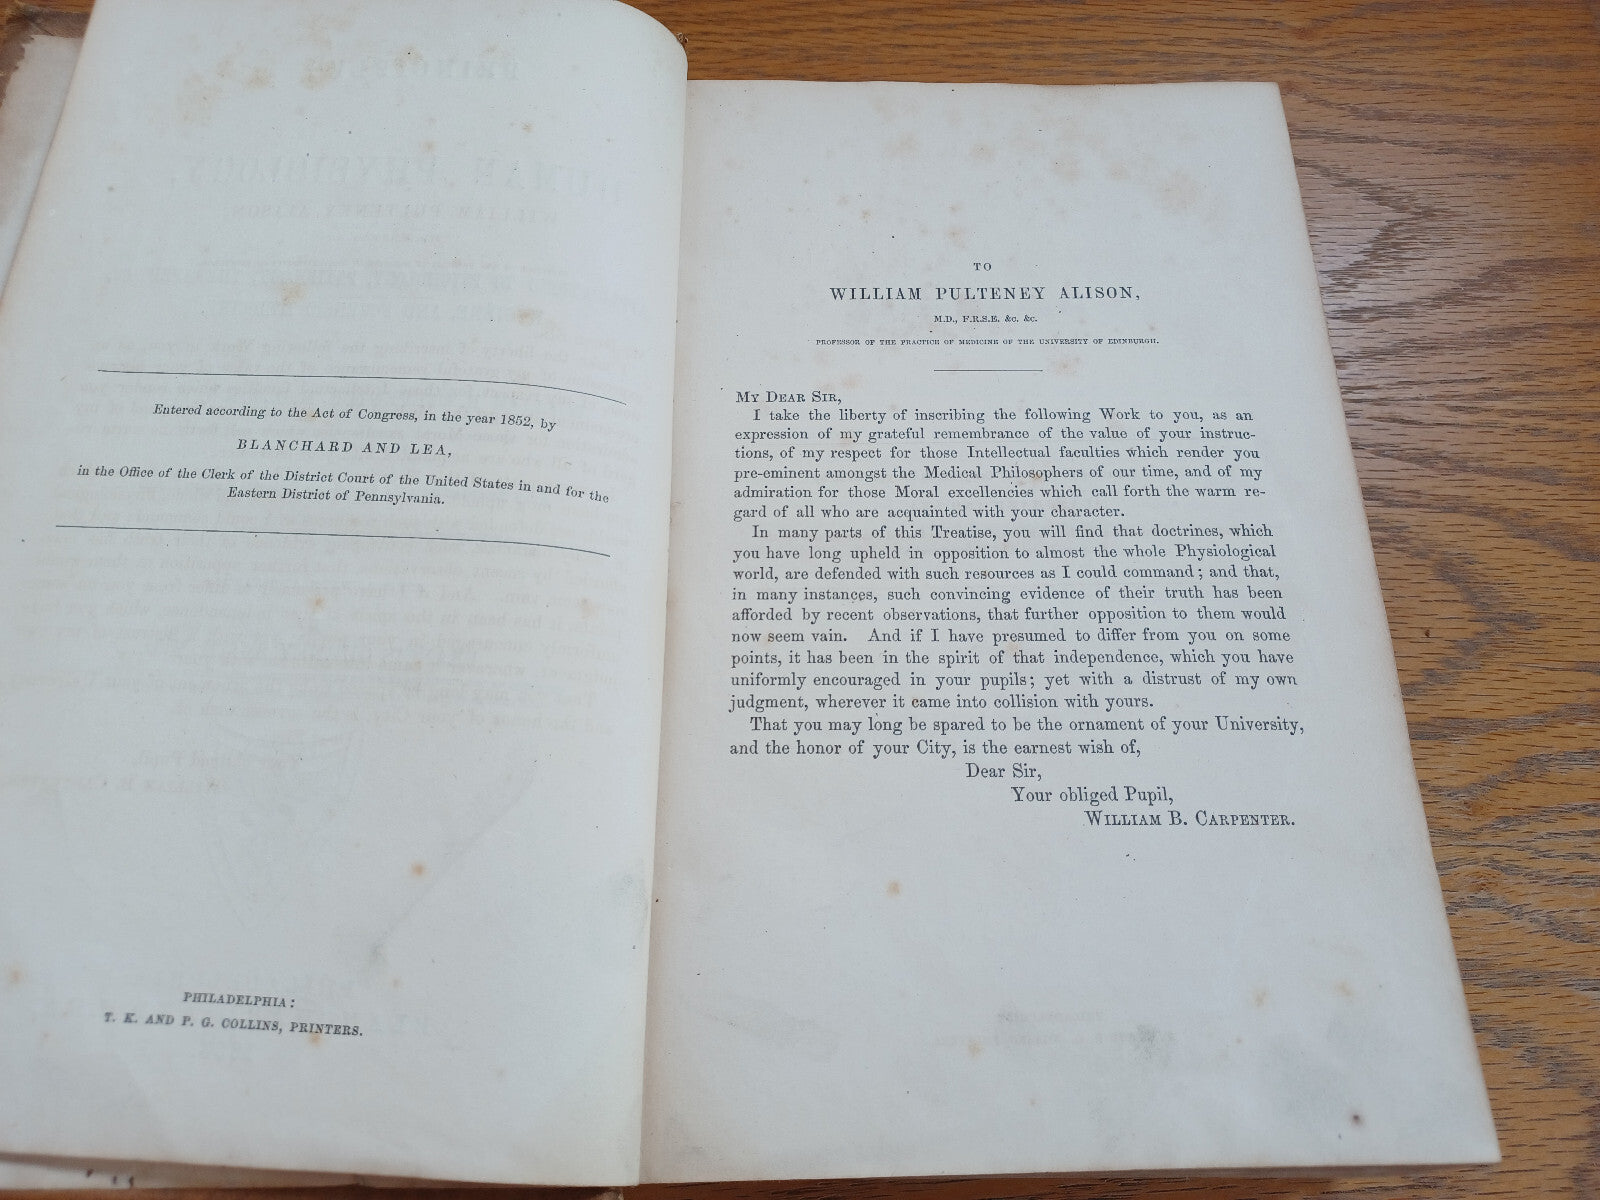 Entered according to the Act of Congress, in the year 1852, by
BLANCHARD AND LEA,
in the Office of the Clerk of the District Court of the United States in and for the
Eastern District of Pennsylvania.
PHILADELPHIA:
T. K. AND P. G. COLLINS, PRINTERS.
TO
WILLIAM PULTENEY ALISON,
M.D., F.R.S.E. &c. &c.
PROFESSOR OF THE PRACTICE OF MEDICINE OF THE UNIVERSITY OF EDINBURGH.
MY DEAR SIR,
I take the liberty of inscribing the following Work to you, as an
expression of my grateful remembrance of the value of your instruc-
tions, of my respect for those Intellectual faculties which render you
pre-eminent amongst the Medical Philosophers of our time, and of my
admiration for those Moral excellencies which call forth the warm re-
gard of all who are acquainted with your character.
In many parts of this Treatise, you will find that doctrines, which
you have long upheld in opposition to almost the whole Physiological
world, are defended with such resources as I could command; and that,
in many instances, such convincing evidence of their truth has been
afforded by recent observations, that further opposition to them would
now seem vain. And if I have presumed to differ from you on some
points, it has been in the spirit of that independence, which you have
uniformly encouraged in your pupils; yet with a distrust of my own
judgment, wherever it came into collision with yours.
That you may long be spared to be the ornament of your University,
and the honor of your City, is the earnest wish of,
Dear Sir,
Your obliged Pupil,
WILLIAM B. CARPENTER.